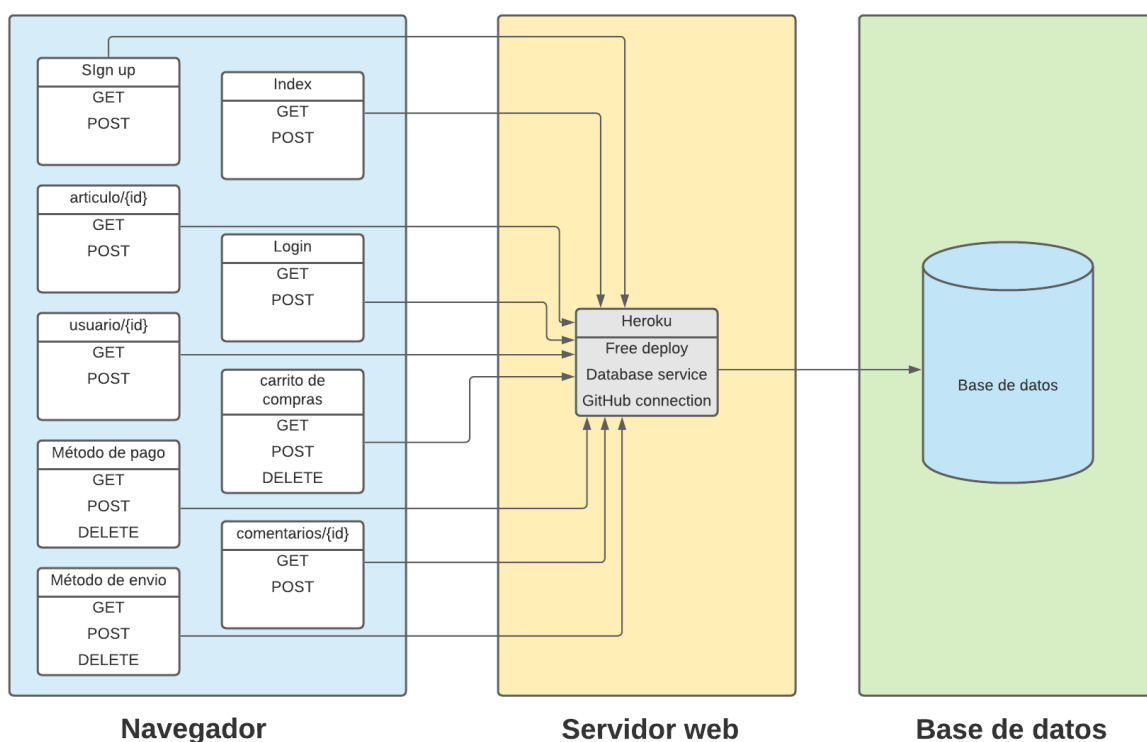 SIgn up
GET
POST
Index
GET
POST
articulo/{id}
GET
POST
Login
GET
POST
usuario/{id}
GET
POST
carrito de
compras
GET
POST
DELETE
Método de pago
GET
POST
DELETE
comentarios/{id}
GET
POST
Método de envio
GET
POST
DELETE
Heroku
Free deploy
Database service
GitHub connection
Base de datos
Navegador
Servidor web
Base de datos